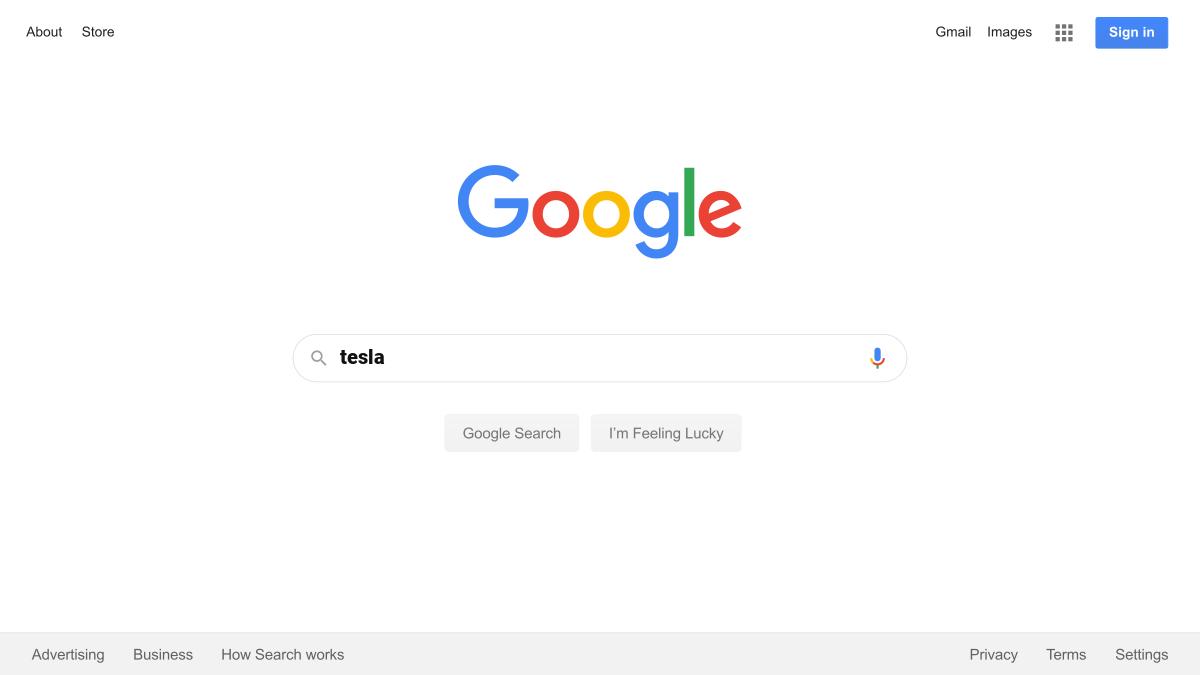 About Store
Gmail Images Sign in
Google
tesla
Google Search I'm Feeling Lucky
Advertising Business How Search works
Privacy Terms Settings